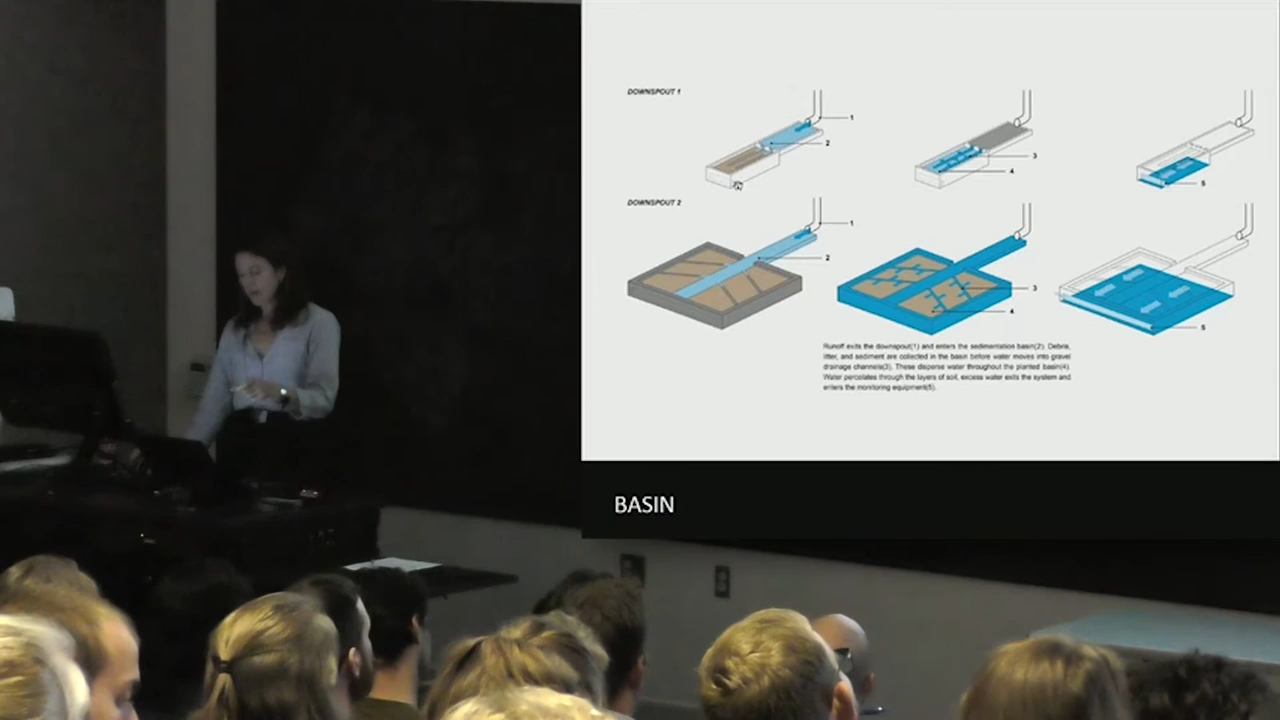 DOWNSPOUT 1
1
2
3
4
5
DOWNSPOUT 2
1
2
3
4
5
Runoff exits the downspout(1) and enters the sedimentation basin(2). Debris,
litter, and sediment are collected in the basin before water moves into gravel
drainage channels(3). These disperse water throughout the planted basin(4).
Water percolates through the layers of soil, excess water exits the system and
enters the monitoring equipment(5).
BASIN